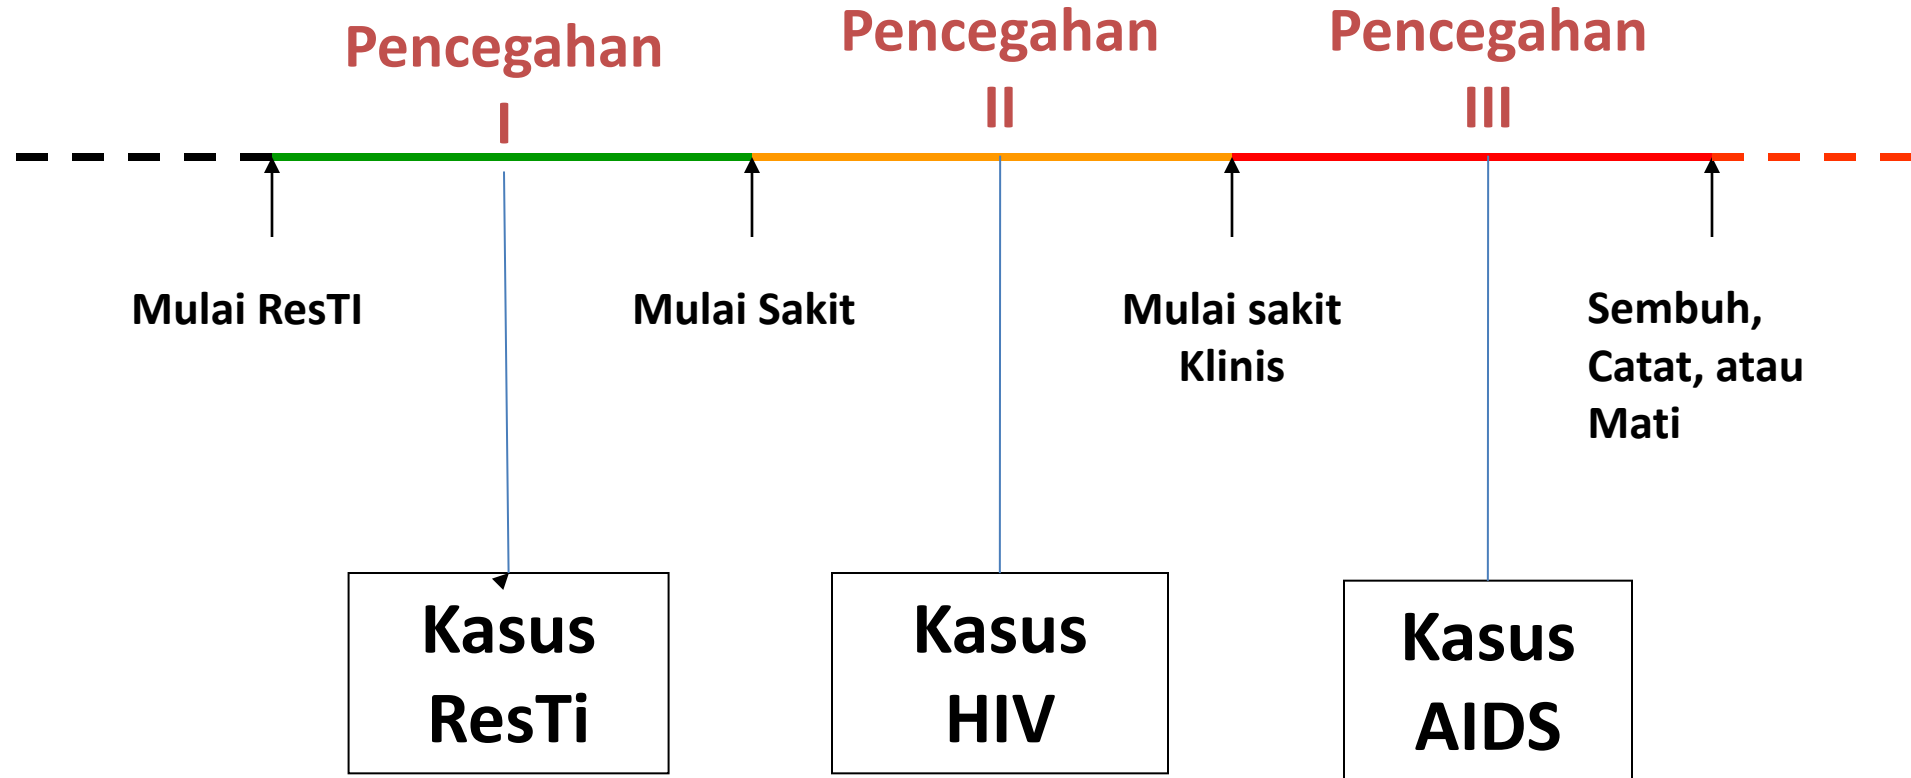 Pencegahan
I
Pencegahan
II
Pencegahan
III
Mulai ResTI
Mulai Sakit
Mulai sakit
Klinis
Sembuh,
Catat, atau
Mati
Kasus
ResTi
Kasus
HIV
Kasus
AIDS